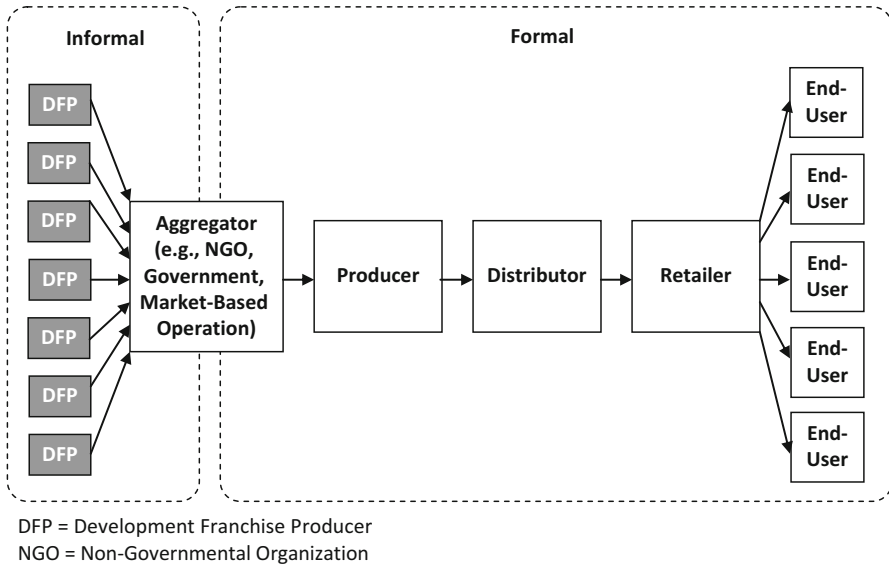 Informal
Formal
DFP
DFP
DFP
DFP
DFP
DFP
DFP
Aggregator
(e.g., NGO,
Government,
Market-Based
Operation)
Producer
Distributor
Retailer
End-
User
End-
User
End-
User
End-
User
End-
User
DFP = Development Franchise Producer
NGO = Non-Governmental Organization